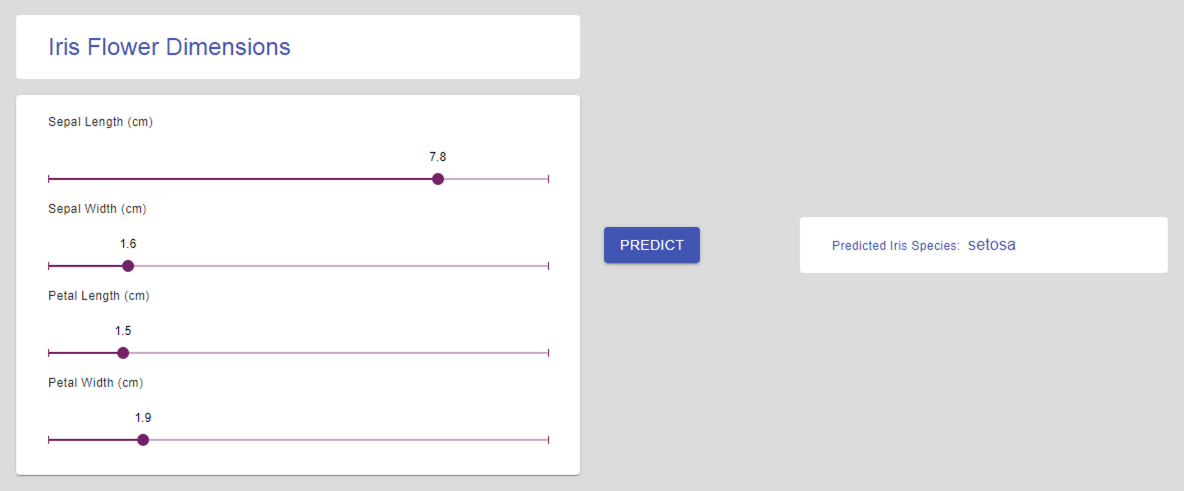 Iris Flower Dimensions
Sepal Length (cm)
7.8
Sepal Width (cm)
1.6
Petal Length (cm)
1.5
Petal Width (cm)
1.9
PREDICT
Predicted Iris Species: setosa